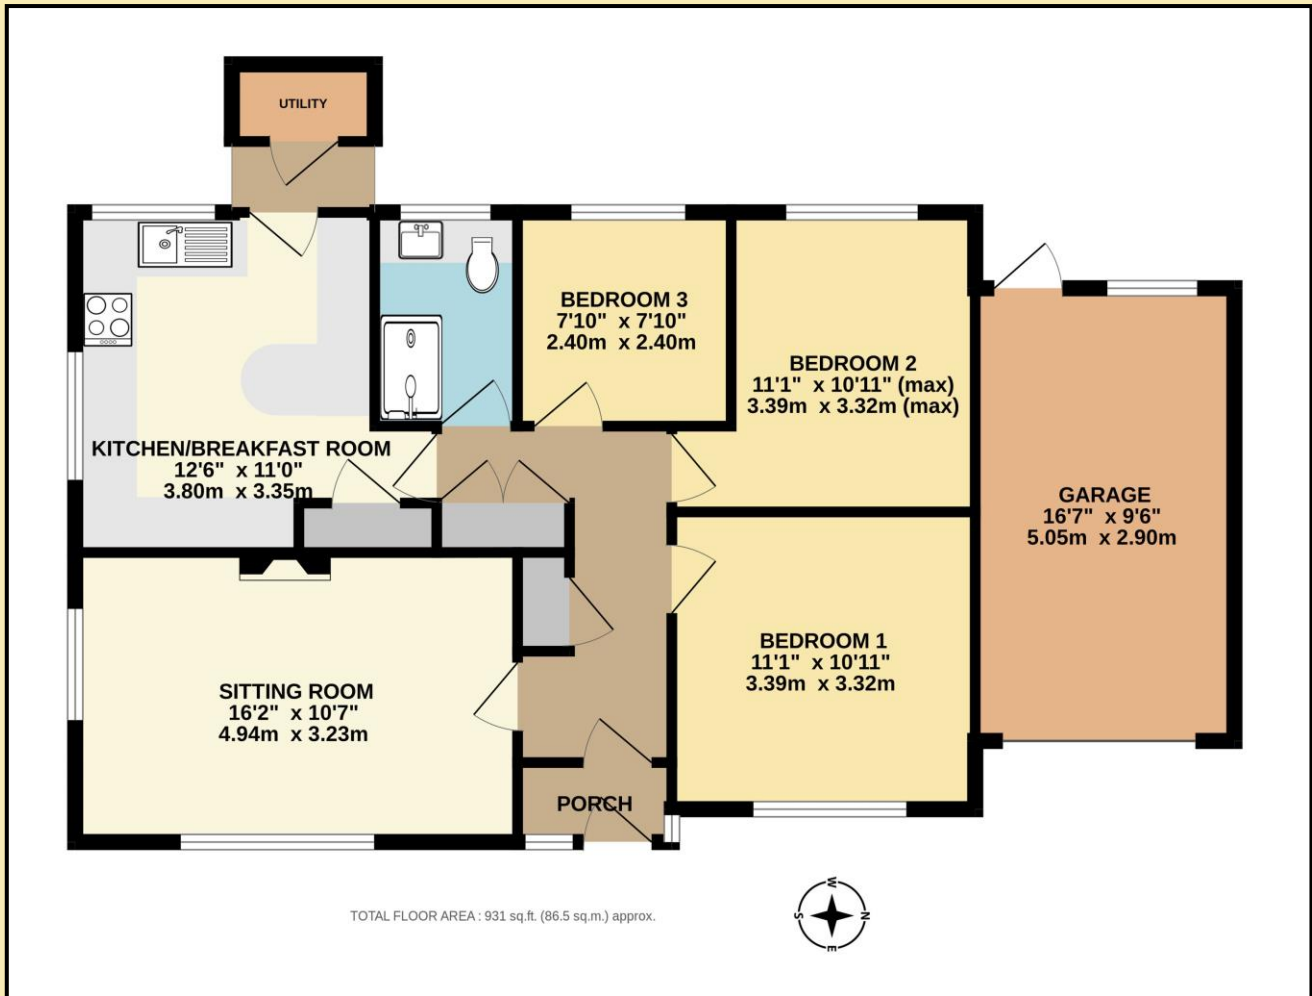 UTILITY
BEDROOM 3
7'10" x 7'10"
2.40m x 2.40m
BEDROOM 2
11'1" x 10'11" (max)
3.39m x 3.32m (max)
KITCHEN/BREAKFAST ROOM
12'6" x 11'0"
3.80m x 3.35m
GARAGE
16'7" x 9'6"
5.05m x 2.90m
SITTING ROOM
16'2" x 10'7"
4.94m x 3.23m
BEDROOM 1
11'1" x 10'11"
3.39m x 3.32m
PORCH
TOTAL FLOOR AREA : 931 sq.ft. (86.5 sq.m.) approx.
W
S
N
E